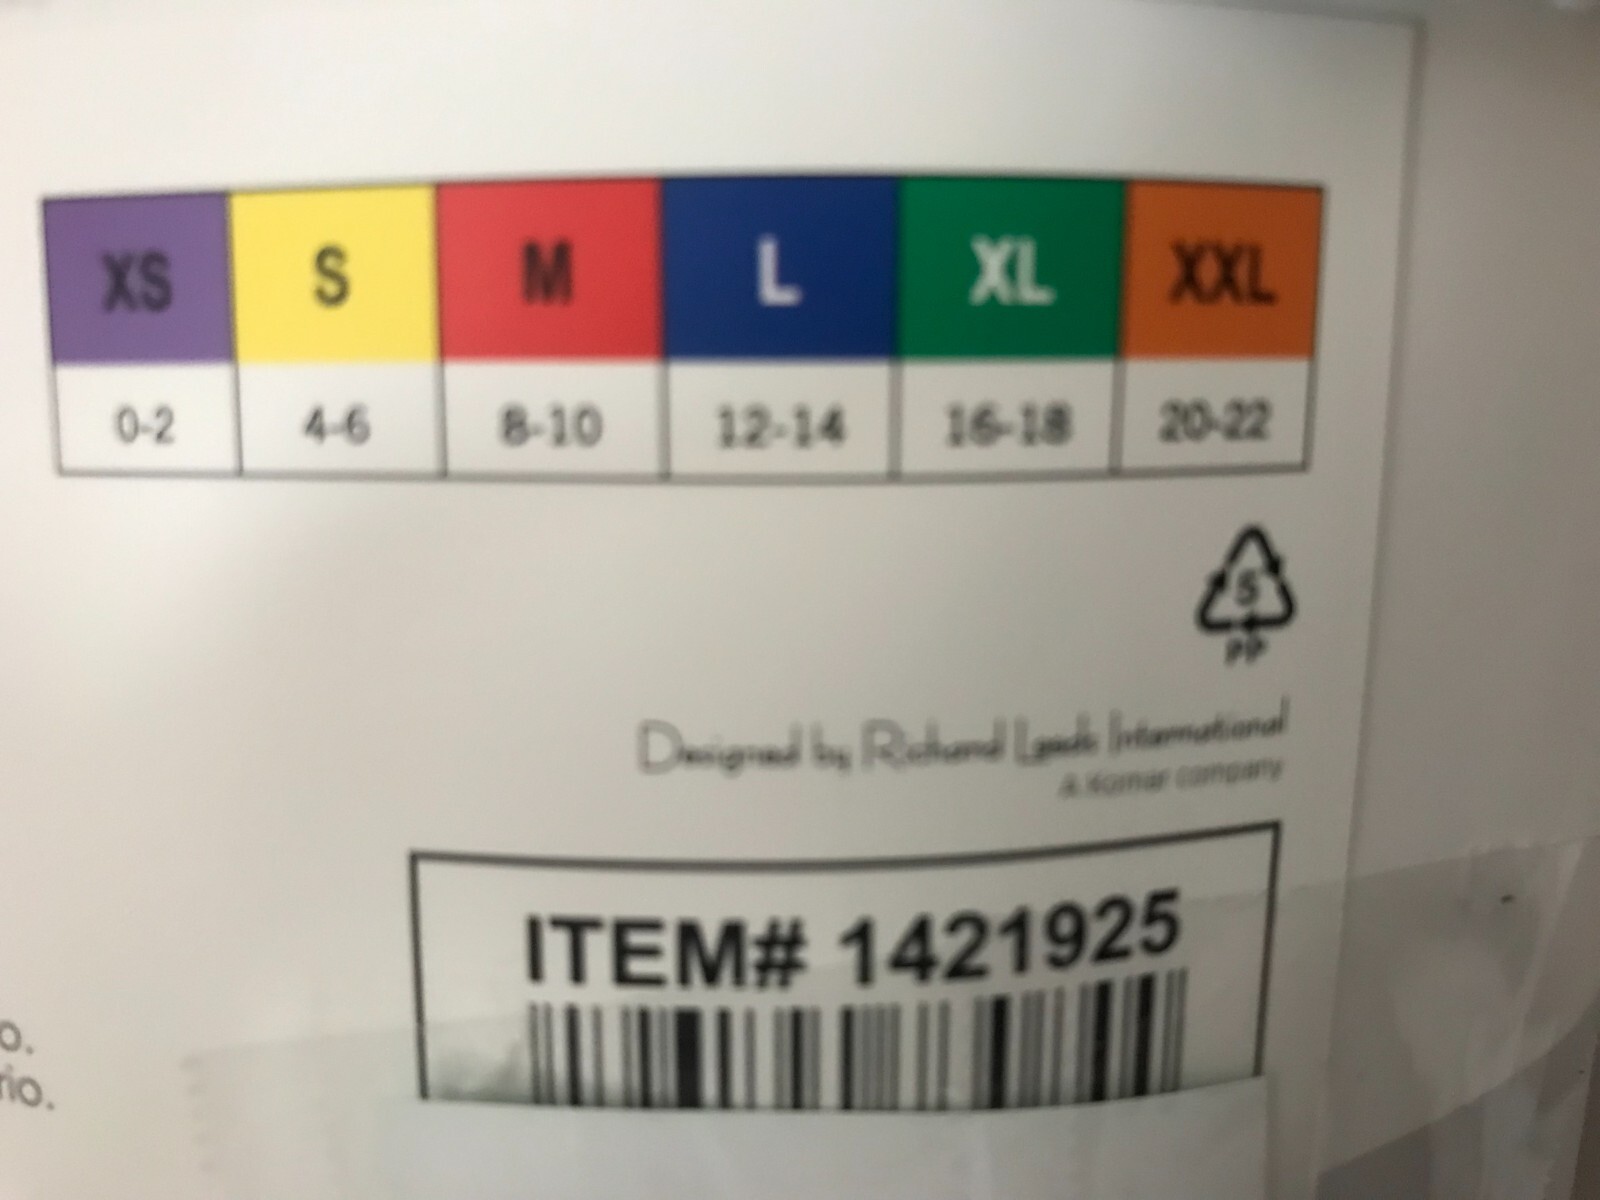 XS S M L XL XXL
0-2 4-6 8-10 12-14 16-18 20-22
5
PP
Designed by Richard Leeds International
A Komar company
ITEM# 1421925
o.
rio.